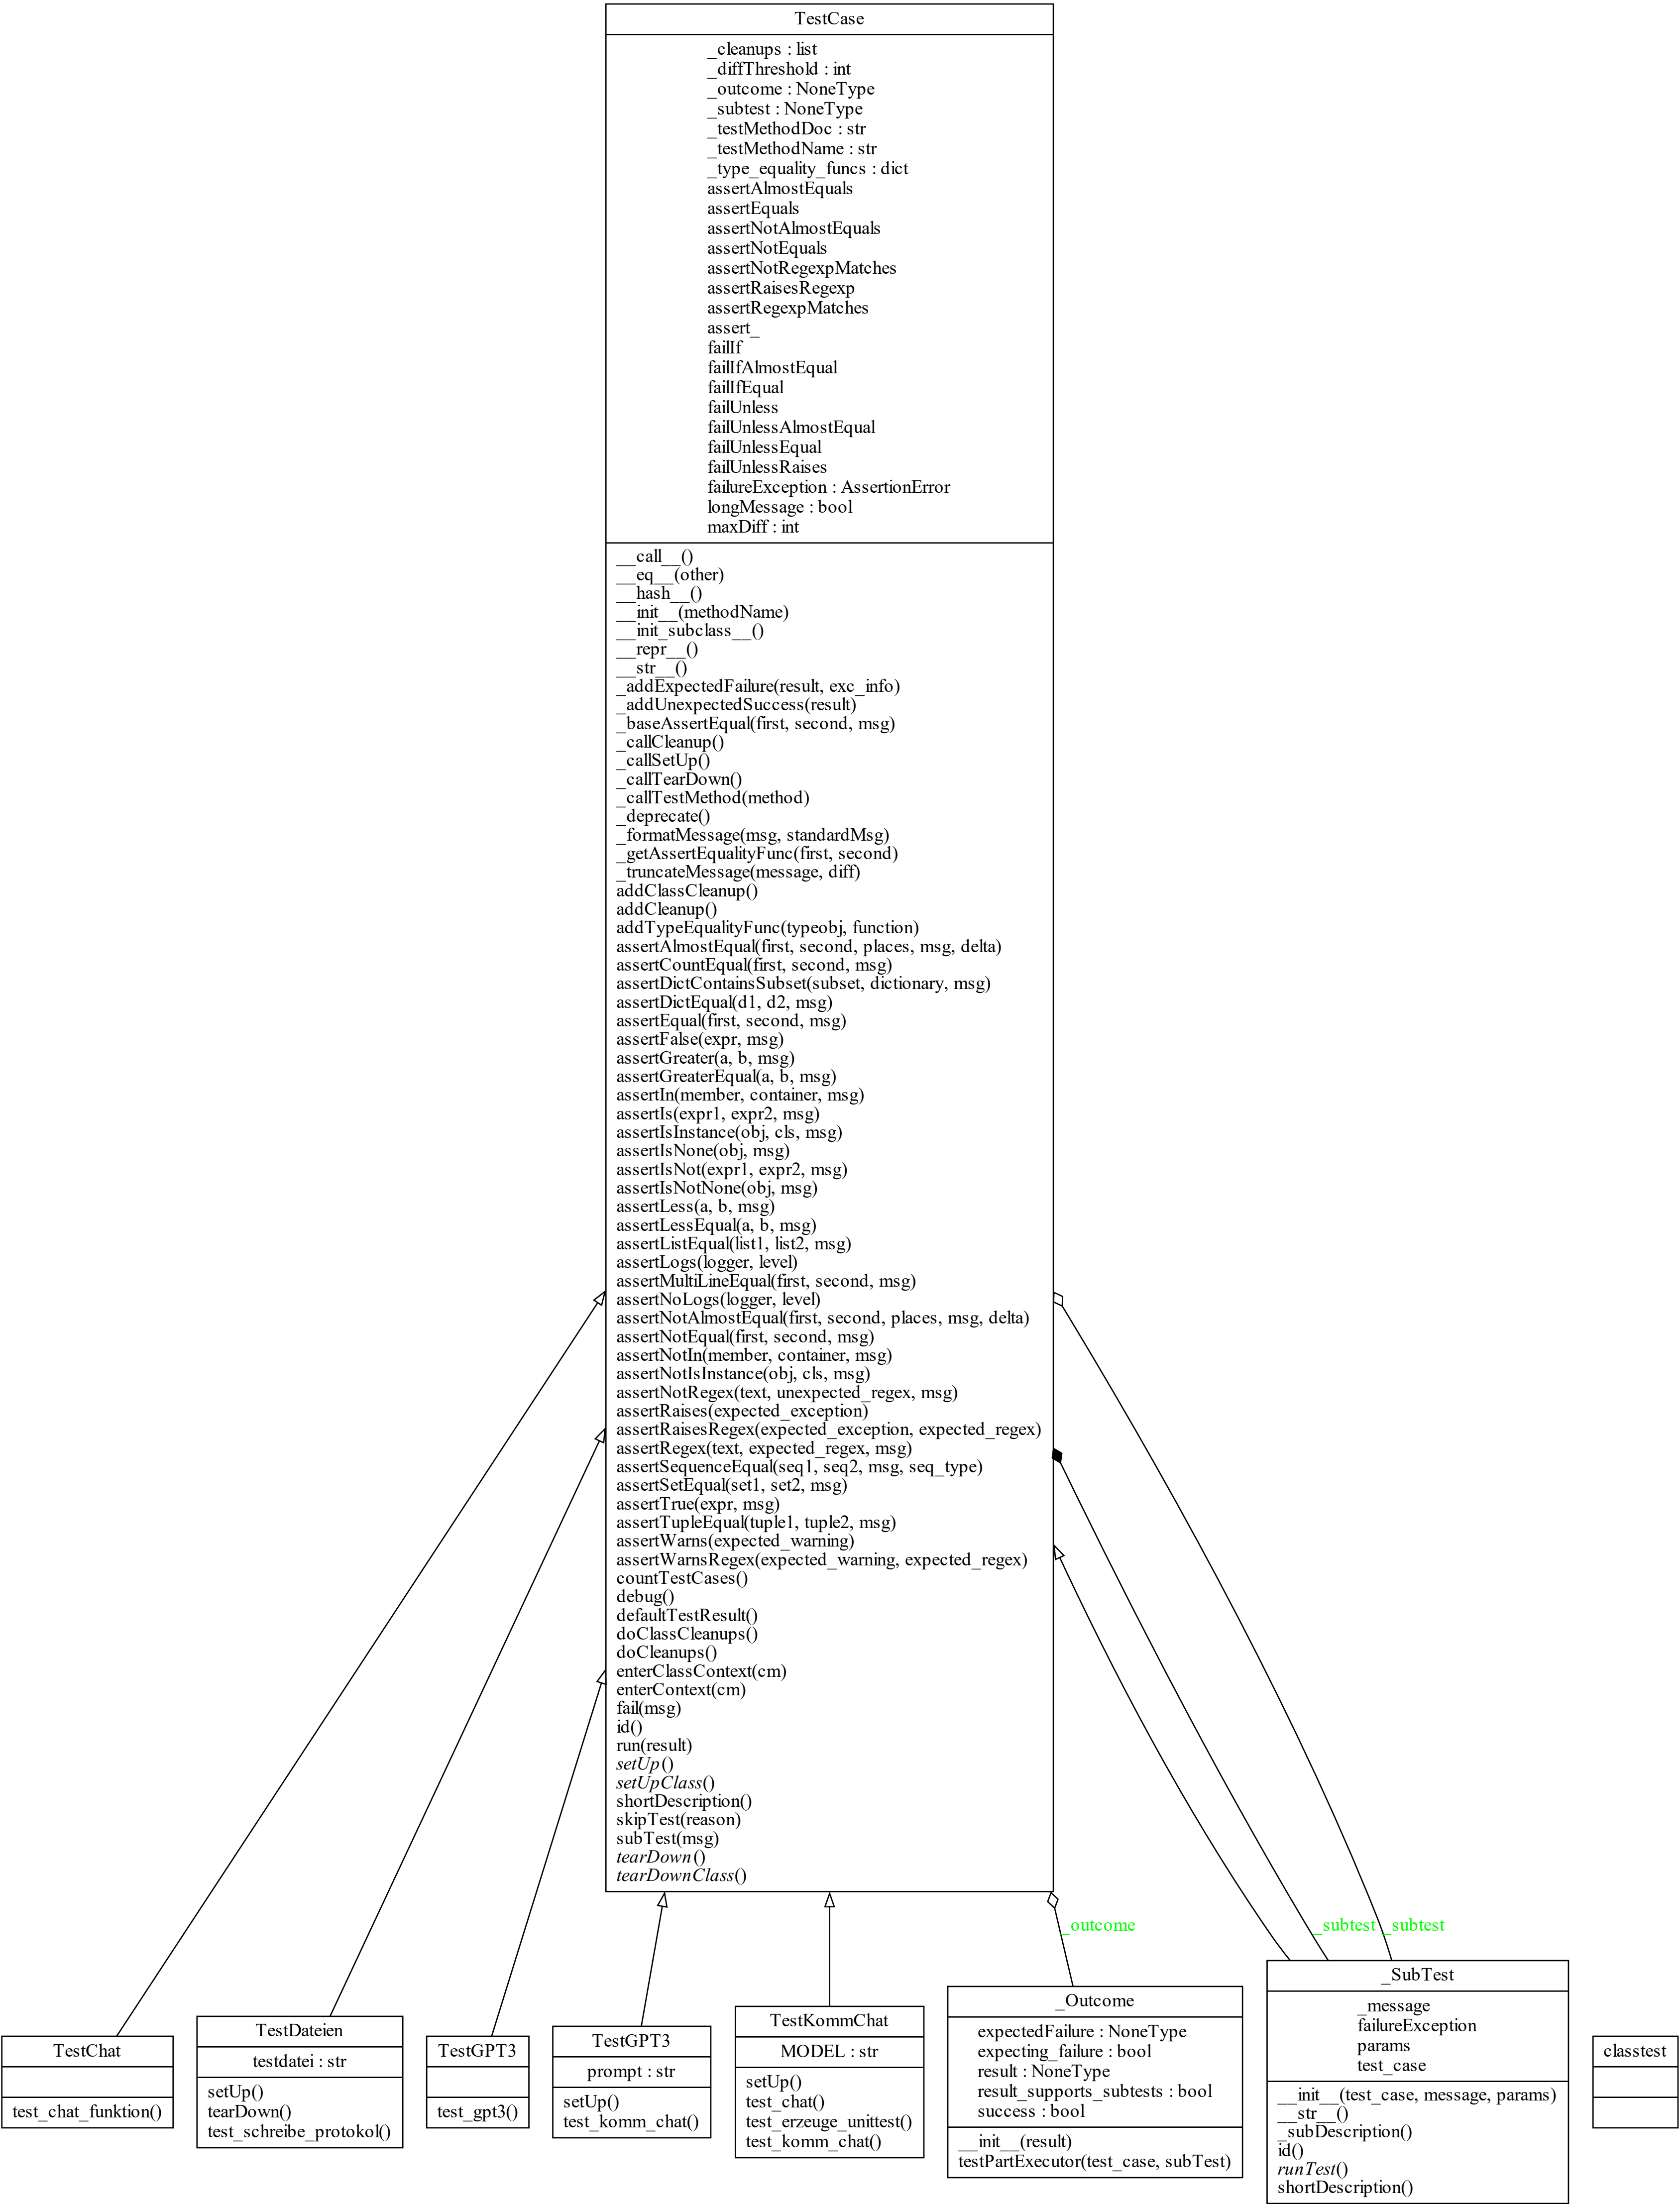 TestCase
_cleanups : list
_diffThreshold : int
_outcome : NoneType
_subtest : NoneType
_testMethodDoc : str
_testMethodName : str
_type_equality_funcs : dict
assertAlmostEquals
assertEquals
assertNotAlmostEquals
assertNotEquals
assertNotRegexpMatches
assertRaisesRegexp
assertRegexpMatches
assert_
failIf
failIfAlmostEqual
failIfEqual
failUnless
failUnlessAlmostEqual
failUnlessEqual
failUnlessRaises
failureException : AssertionError
longMessage : bool
maxDiff : int
__call__()
__eq__(other)
__hash__()
__init__(methodName)
__init_subclass__()
__repr__()
__str__()
_addExpectedFailure(result, exc_info)
_addUnexpectedSuccess(result)
_baseAssertEqual(first, second, msg)
_callCleanup()
_callSetUp()
_callTearDown()
_callTestMethod(method)
_deprecate()
_formatMessage(msg, standardMsg)
_getAssertEqualityFunc(first, second)
_truncateMessage(message, diff)
addClassCleanup()
addCleanup()
addTypeEqualityFunc(typeobj, function)
assertAlmostEqual(first, second, places, msg, delta)
assertCountEqual(first, second, msg)
assertDictContainsSubset(subset, dictionary, msg)
assertDictEqual(d1, d2, msg)
assertEqual(first, second, msg)
assertFalse(expr, msg)
assertGreater(a, b, msg)
assertGreaterEqual(a, b, msg)
assertIn(member, container, msg)
assertIs(expr1, expr2, msg)
assertIsInstance(obj, cls, msg)
assertIsNone(obj, msg)
assertIsNot(expr1, expr2, msg)
assertIsNotNone(obj, msg)
assertLess(a, b, msg)
assertLessEqual(a, b, msg)
assertListEqual(list1, list2, msg)
assertLogs(logger, level)
assertMultiLineEqual(first, second, msg)
assertNoLogs(logger, level)
assertNotAlmostEqual(first, second, places, msg, delta)
assertNotEqual(first, second, msg)
assertNotIn(member, container, msg)
assertNotIsInstance(obj, cls, msg)
assertNotRegex(text, unexpected_regex, msg)
assertRaises(expected_exception)
assertRaisesRegex(expected_exception, expected_regex)
assertRegex(text, expected_regex, msg)
assertSequenceEqual(seq1, seq2, msg, seq_type)
assertSetEqual(set1, set2, msg)
assertTrue(expr, msg)
assertTupleEqual(tuple1, tuple2, msg)
assertWarns(expected_warning)
assertWarnsRegex(expected_warning, expected_regex)
countTestCases()
debug()
defaultTestResult()
doClassCleanups()
doCleanups()
enterClassContext(cm)
enterContext(cm)
fail(msg)
id()
run(result)
setUp()
setUpClass()
shortDescription()
skipTest(reason)
subTest(msg)
tearDown()
tearDownClass()
_outcome
_subtest
_subtest
TestChat
test_chat_funktion()
TestDateien
testdatei : str
setUp()
tearDown()
test_schreibe_protokol()
TestGPT3
test_gpt3()
TestGPT3
prompt : str
setUp()
test_komm_chat()
TestKommChat
MODEL : str
setUp()
test_chat()
test_erzeuge_unittest()
test_komm_chat()
_Outcome
expectedFailure : NoneType
expecting_failure : bool
result : NoneType
result_supports_subtests : bool
success : bool
__init__(result)
testPartExecutor(test_case, subTest)
_SubTest
_message
failureException
params
test_case
__init__(test_case, message, params)
__str__()
_subDescription()
id()
runTest()
shortDescription()
classtest